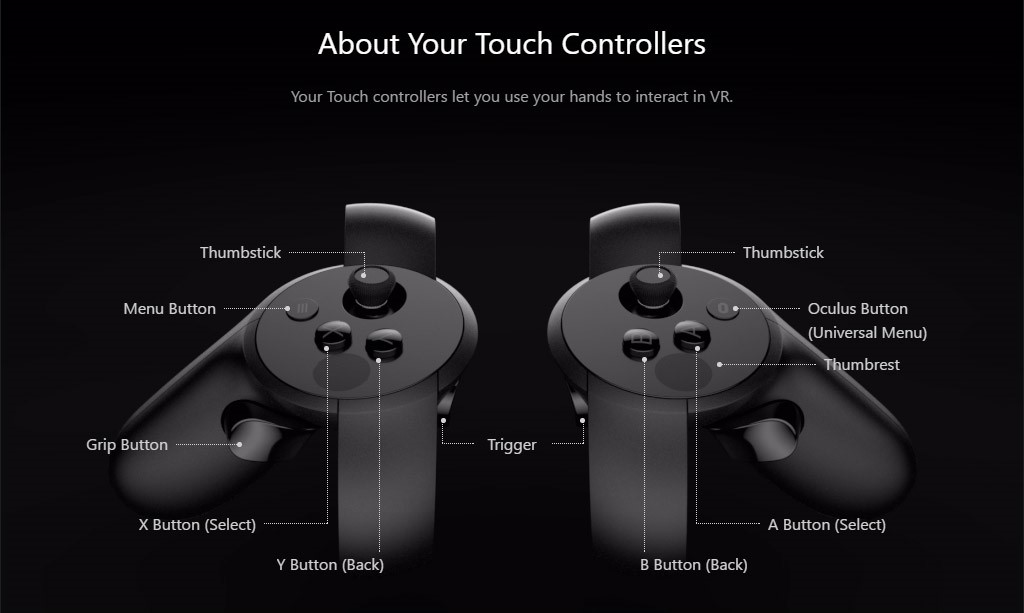 About Your Touch Controllers
Your Touch controllers let you use your hands to interact in VR.
Thumbstick
Thumbstick
Menu Button
Oculus Button
(Universal Menu)
X
Y
B
A
Thumbrest
Grip Button
Trigger
X Button (Select)
A Button (Select)
Y Button (Back)
B Button (Back)